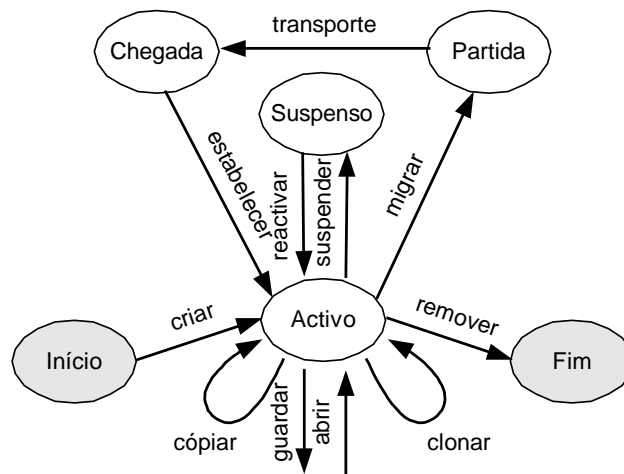 transporte
Chegada
Partida
Suspenso
estabelecer
reactivar
suspender
migrar
criar
Activo
remover
Início
Fim
cópiar
guardar
abrir
clonar